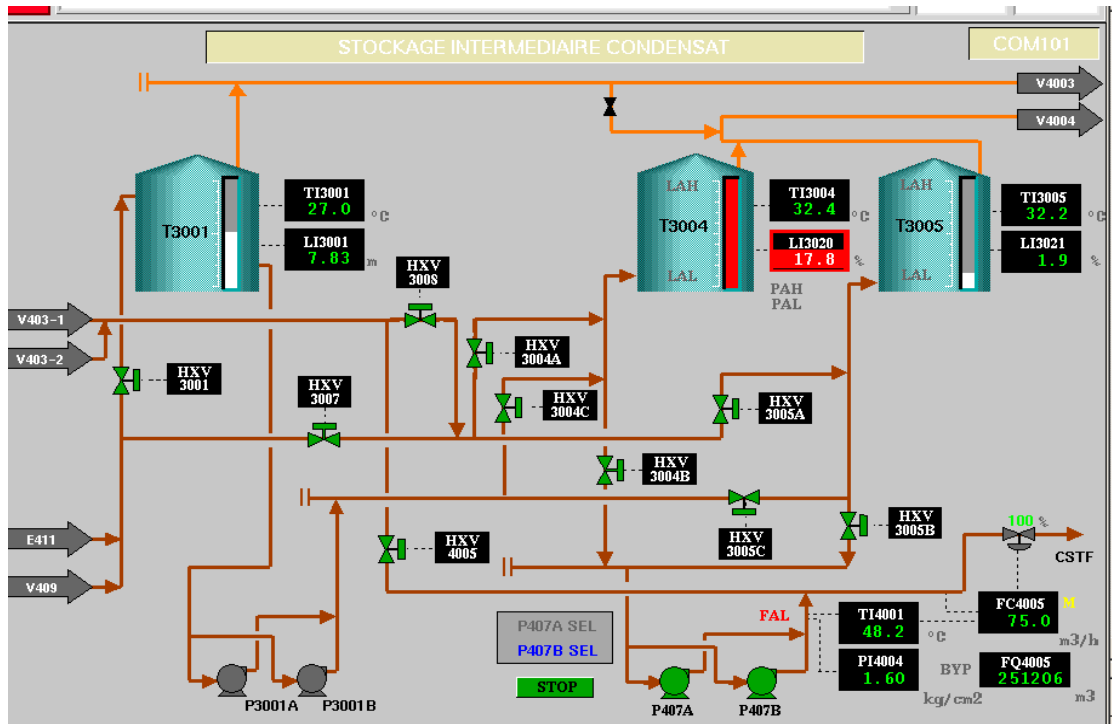 STOCKAGE INTERMEDIAIRE CONDENSAT
COM101
V4003
V4004
T3001
TI3001
27.0 °C
LI3001
7.83 m
LAH
T3004
LAL
TI3004
32.4 °C
LI3020
17.8 %
PAH
PAL
LAH
T3005
LAL
TI3005
32.2 °C
LI3021
1.9 %
V403-1
V403-2
HXV
3001
HXV
3008
HXV
3007
HXV
3004A
HXV
3004C
HXV
3005A
HXV
3004B
HXV
3005C
HXV
3005B
HXV
4005
E411
V409
100 %
CSTF
P407A SEL
P407B SEL
STOP
FAL
TI4001
48.2 °C
PI4004
1.60
kg/cm2
FC4005 M
75.0
m3/h
BYP
FQ4005
251206
m3
P3001A
P3001B
P407A
P407B